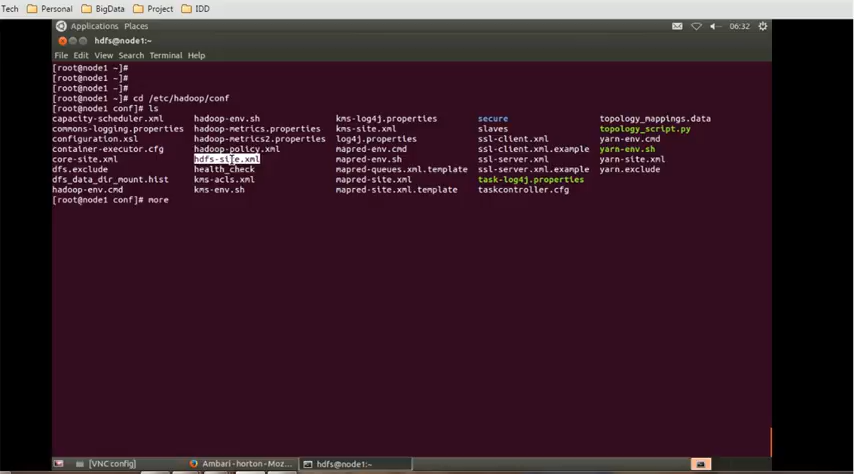 Tech Personal BigData Project IDD
Applications Places 06:32
hdfs@node1:~
File Edit View Search Terminal Help
[root@node1 ~]#
[root@node1 ~]#
[root@node1 ~]#
[root@node1 ~]# cd /etc/hadoop/conf
[root@node1 conf]# ls
capacity-scheduler.xml hadoop-env.sh kms-log4j.properties secure topology_mappings.data
commons-logging.properties hadoop-metrics.properties kms-site.xml slaves topology_script.py
configuration.xsl hadoop-metrics2.properties log4j.properties ssl-client.xml yarn-env.cmd
container-executor.cfg hadoop-policy.xml mapred-env.cmd ssl-client.xml.example yarn-env.sh
core-site.xml hdfs-site.xml mapred-env.sh ssl-server.xml yarn-site.xml
dfs.exclude health_check mapred-queues.xml.template ssl-server.xml.example yarn.exclude
dfs_data_dir_mount.hist kms-acls.xml mapred-site.xml task-log4j.properties
hadoop-env.cmd kms-env.sh mapred-site.xml.template taskcontroller.cfg
[root@node1 conf]# more
[VNC config] Ambari - horton - Moz... hdfs@node1:~